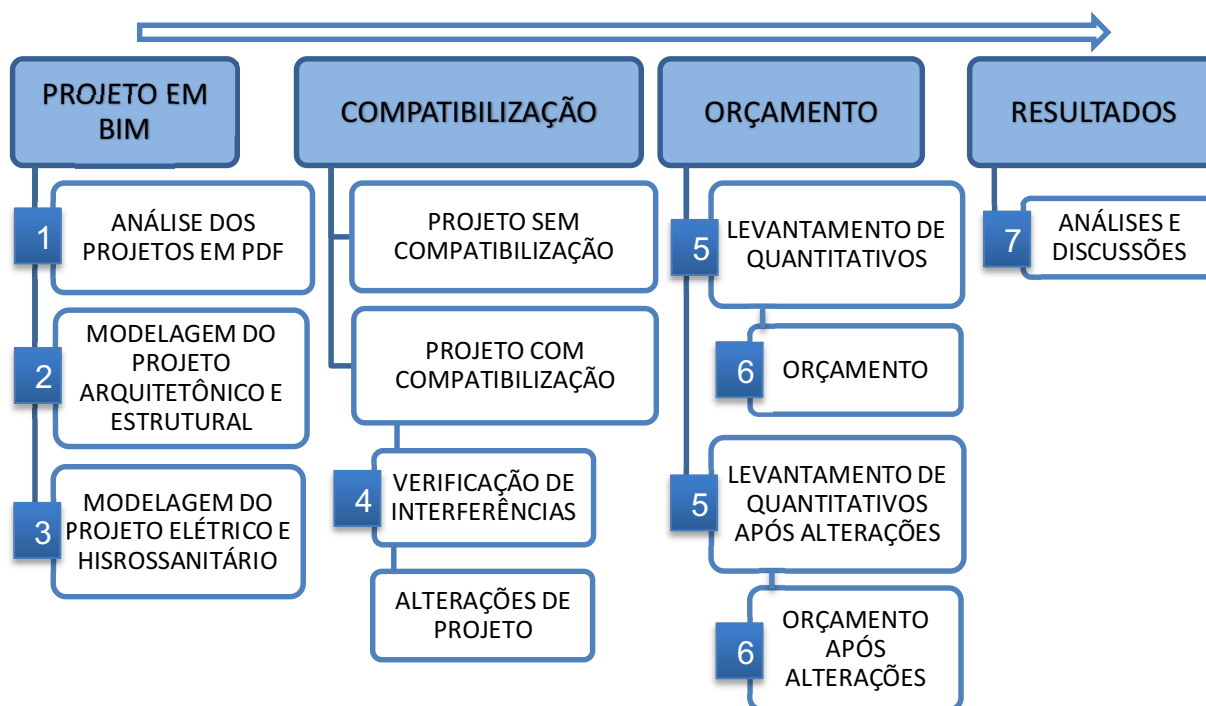 PROJETO EM
BIM
1
ANÁLISE DOS
PROJETOS EM PDF
2
MODELAGEM DO
PROJETO
ARQUITETÔNICO E
ESTRUTURAL
3
MODELAGEM DO
PROJETO ELÉTRICO E
HISROSSANITÁRIO
COMPATIBILIZAÇÃO
PROJETO SEM
COMPATIBILIZAÇÃO
PROJETO COM
COMPATIBILIZAÇÃO
4
VERIFICAÇÃO DE
INTERFERÊNCIAS
ALTERAÇÕES DE
PROJETO
ORÇAMENTO
5
LEVANTAMENTO DE
QUANTITATIVOS
6
ORÇAMENTO
5
LEVANTAMENTO DE
QUANTITATIVOS
APÓS ALTERAÇÕES
6
ORÇAMENTO
APÓS
ALTERAÇÕES
RESULTADOS
7
ANÁLISES E
DISCUSSÕES